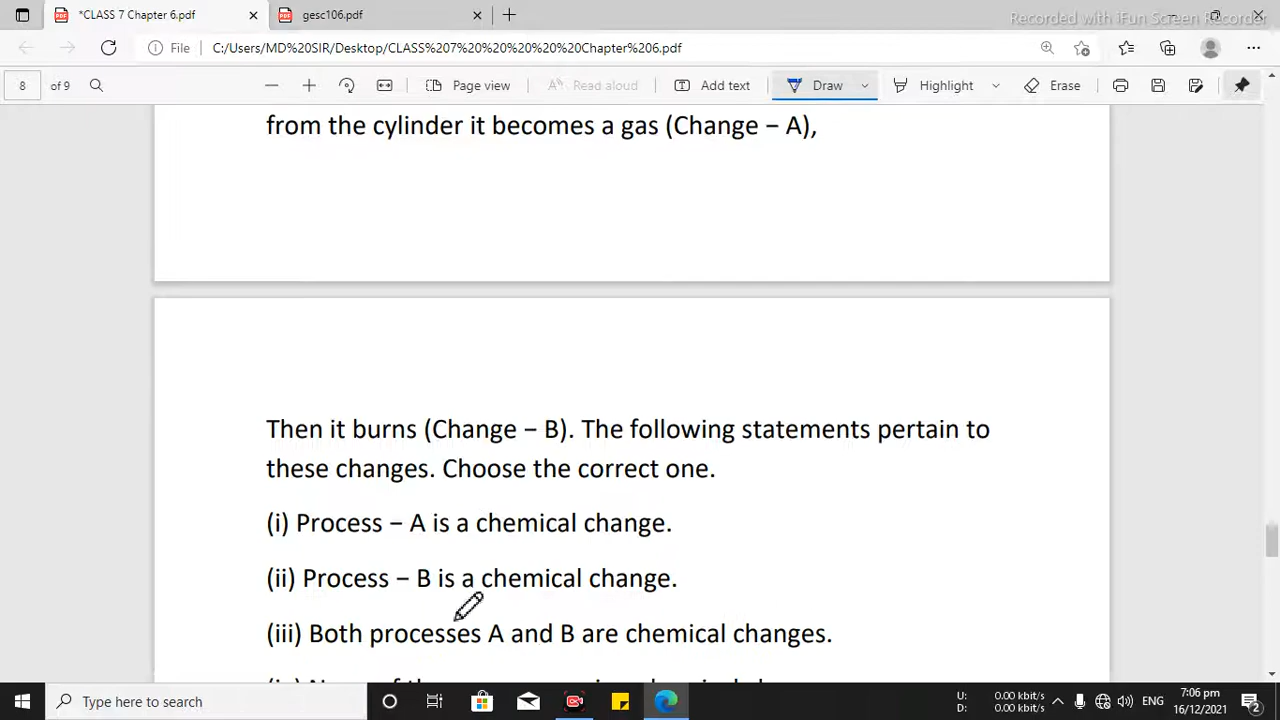 *CLASS 7 Chapter 6.pdf
gesc106.pdf
Recorded with iFun Screen Recorder
File
C:/Users/MD%20SIR/Desktop/CLASS%207%20%20%20%20%20Chapter%206.pdf
8 of 9
Page view
Read aloud
Add text
Draw
Highlight
Erase
from the cylinder it becomes a gas (Change − A),
Then it burns (Change − B). The following statements pertain to
these changes. Choose the correct one.
(i) Process − A is a chemical change.
(ii) Process − B is a chemical change.
(iii) Both processes A and B are chemical changes.
Type here to search
U: 0.00 kbit/s
D: 0.00 kbit/s
ENG
7:06 pm
16/12/2021
2